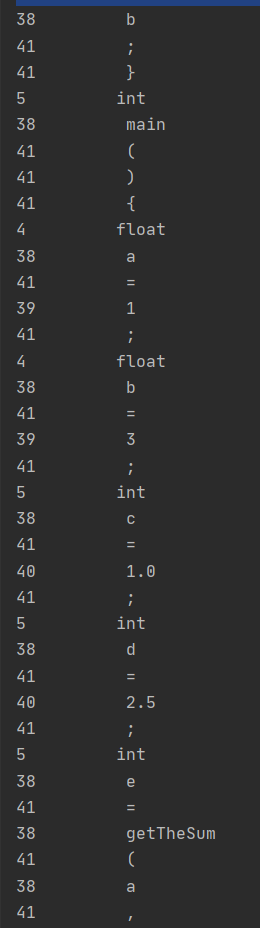 38 b
41 ;
41 }
5 int
38 main
41 (
41 )
41 {
4 float
38 a
41 =
39 1
41 ;
4 float
38 b
41 =
39 3
41 ;
5 int
38 c
41 =
40 1.0
41 ;
5 int
38 d
41 =
40 2.5
41 ;
5 int
38 e
41 =
38 getTheSum
41 (
38 a
41 ,